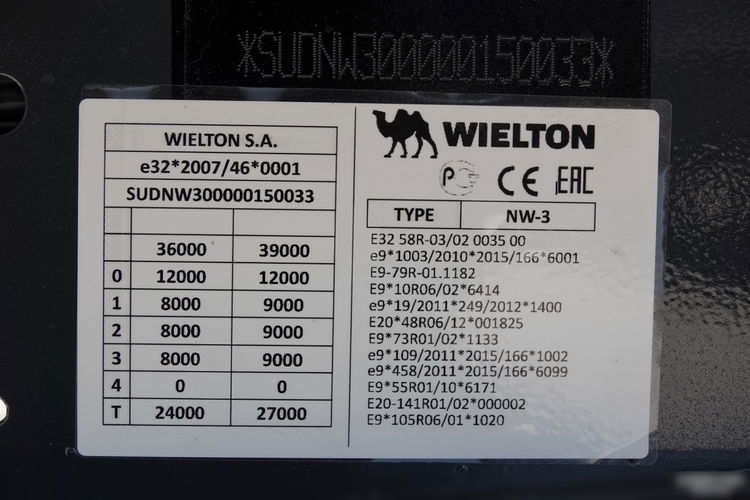 *SUDNW300000150033*
WIELTON S.A.
e32*2007/46*0001
SUDNW300000150033
36000 39000
0 12000 12000
1 8000 9000
2 8000 9000
3 8000 9000
4 0 0
T 24000 27000
WIELTON
PC CE EAC
TYPE NW-3
E32 58R-03/02 0035 00
e9*1003/2010*2015/166*6001
E9-79R-01.1182
E9*10R06/02*6414
e9*19/2011*249/2012*1400
E20*48R06/12*001825
E9*73R01/02*1133
e9*109/2011*2015/166*1002
e9*458/2011*2015/166*6099
E9*55R01/10*6171
E20-141R01/02*000002
E9*105R06/01*1020